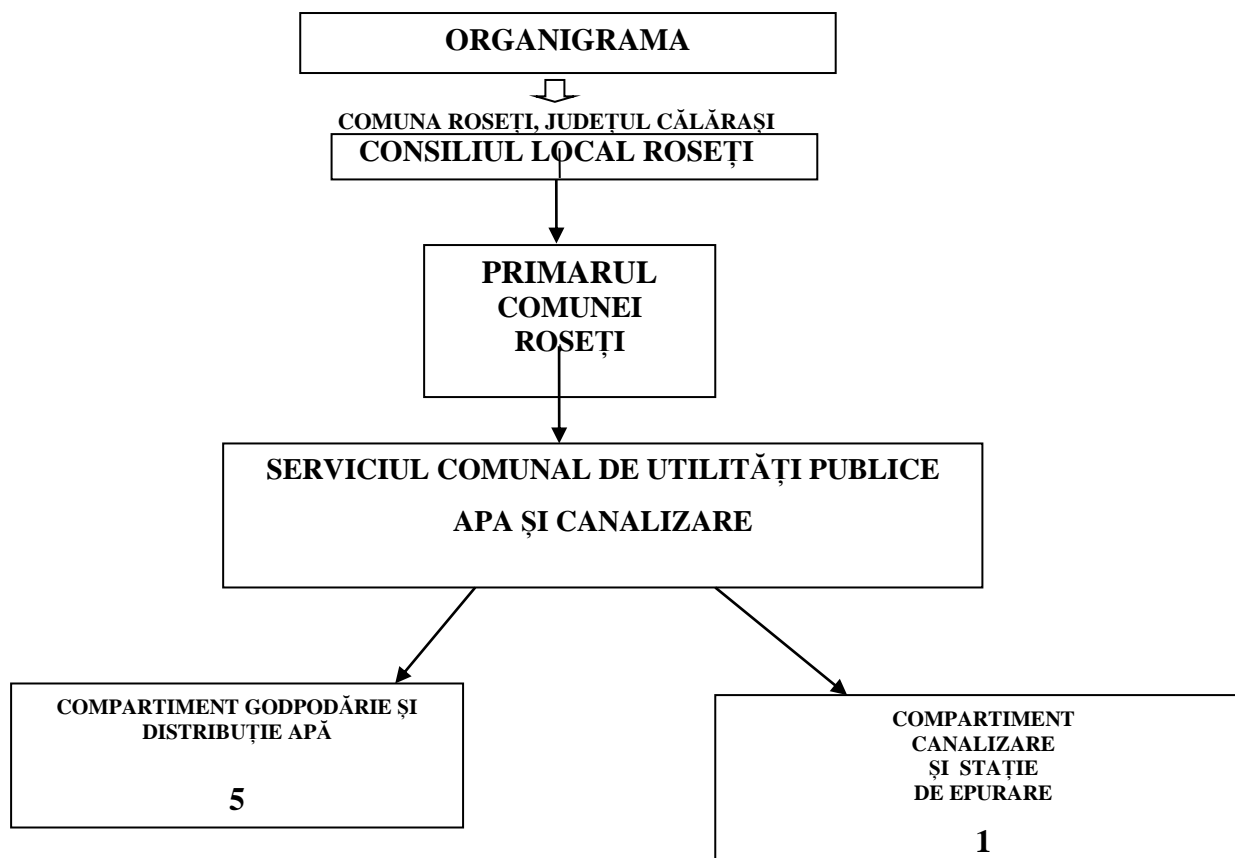 ORGANIGRAMA
COMUNA ROSEȚI, JUDEȚUL CĂLĂRAȘI
CONSILIUL LOCAL ROSEȚI
PRIMARUL
COMUNEI
ROSEȚI
SERVICIUL COMUNAL DE UTILITĂȚI PUBLICE
APA ȘI CANALIZARE
COMPARTIMENT GODPODĂRIE ȘI
DISTRIBUȚIE APĂ
5
COMPARTIMENT
CANALIZARE
ȘI STAȚIE
DE EPURARE
1